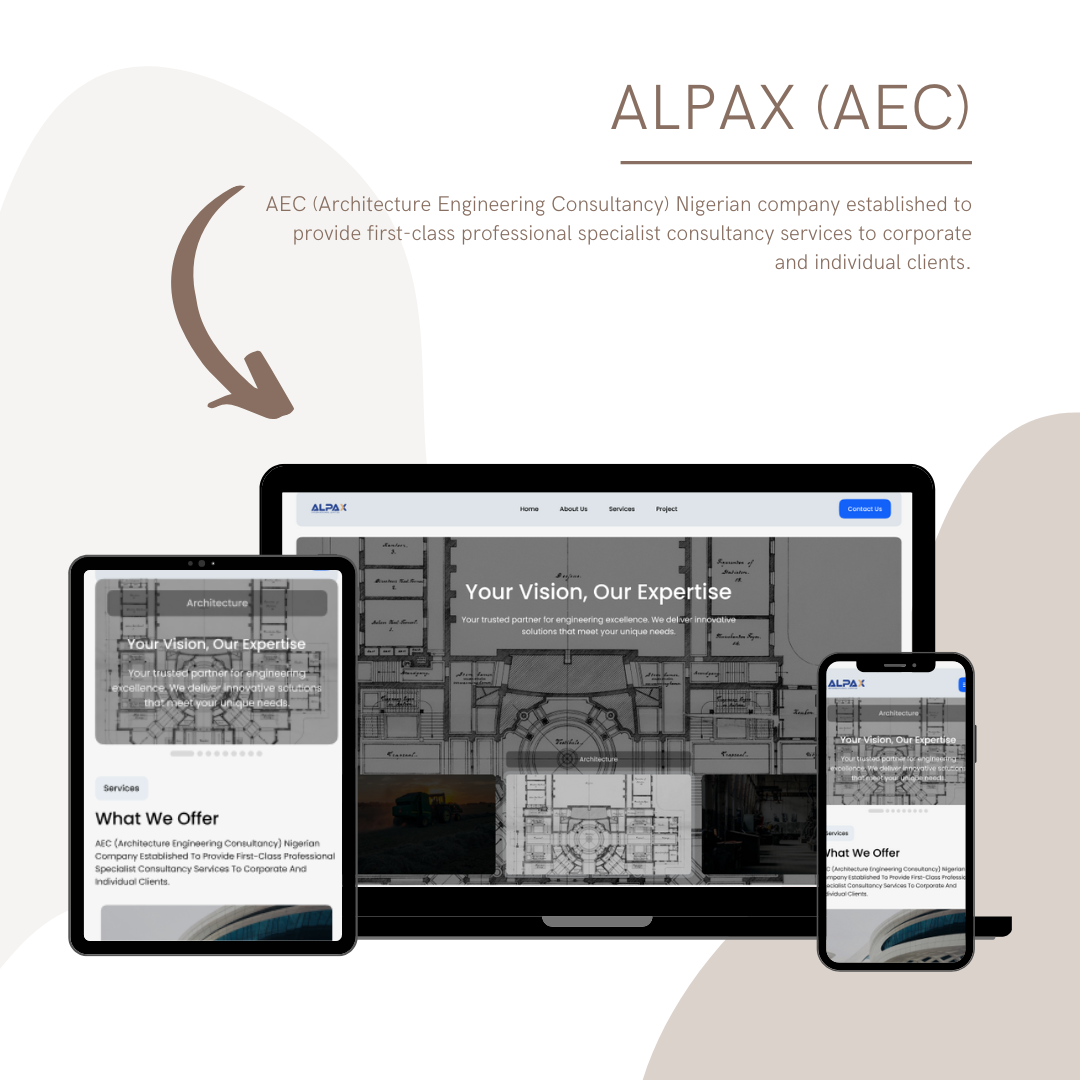 ALPAX (AEC)
AEC (Architecture Engineering Consultancy) Nigerian company established to
provide first-class professional specialist consultancy services to corporate
and individual clients.
ALPAX
Home
About Us
Services
Project
Contact Us
Your Vision, Our Expertise
Your trusted partner for engineering excellence. We deliver innovative
solutions that meet your unique needs.
Architecture
Architecture
Your Vision, Our Expertise
Your trusted partner for engineering
excellence. We deliver innovative solutions
that meet your unique needs.
Services
What We Offer
AEC (Architecture Engineering Consultancy) Nigerian
Company Established To Provide First-Class Professional
Specialist Consultancy Services To Corporate And
Individual Clients.
ALPAX
Architecture
Your Vision, Our Expertise
Your trusted partner for engineering
excellence. We deliver innovative solutions
that meet your unique needs.
Services
What We Offer
(Architecture Engineering Consultancy) Nigerian
Company Established To Provide First-Class
Specialist Consultancy Services To Corporate And
Individual Clients.